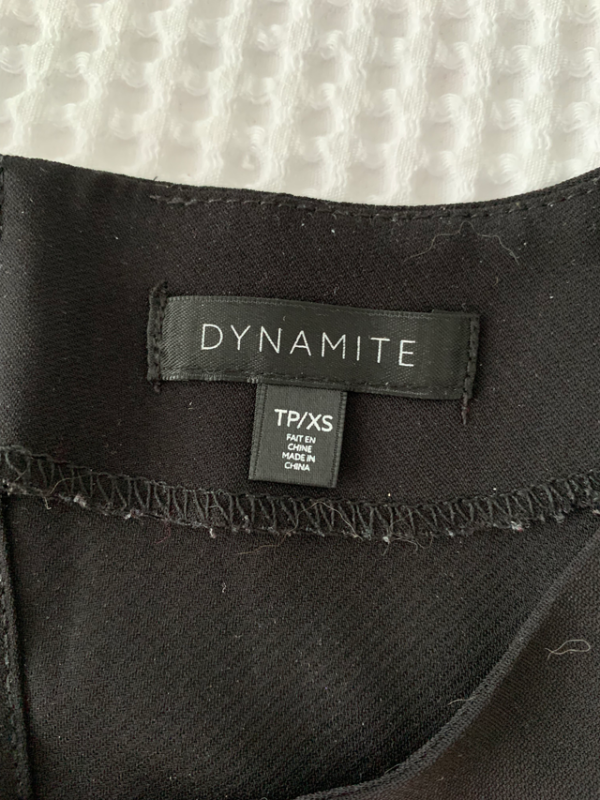 DYNAMITE
TP/XS
FAIT EN
CHINE
MADE IN
CHINA